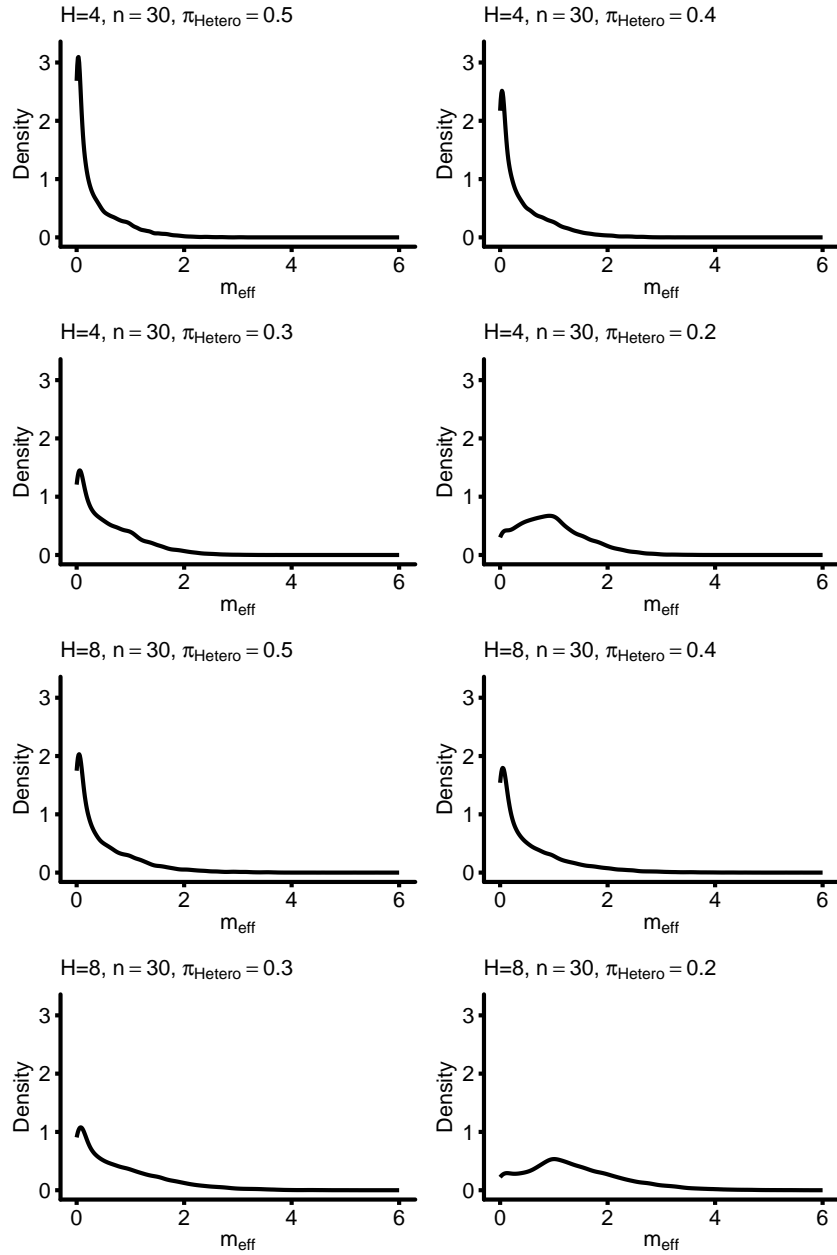 H=4, n = 30, πHetero = 0.5
3
2
1
0
Density
0 2 4 6
meff
H=4, n = 30, πHetero = 0.4
3
2
1
0
Density
0 2 4 6
meff
H=4, n = 30, πHetero = 0.3
3
2
1
0
Density
0 2 4 6
meff
H=4, n = 30, πHetero = 0.2
3
2
1
0
Density
0 2 4 6
meff
H=8, n = 30, πHetero = 0.5
3
2
1
0
Density
0 2 4 6
meff
H=8, n = 30, πHetero = 0.4
3
2
1
0
Density
0 2 4 6
meff
H=8, n = 30, πHetero = 0.3
3
2
1
0
Density
0 2 4 6
meff
H=8, n = 30, πHetero = 0.2
3
2
1
0
Density
0 2 4 6
meff